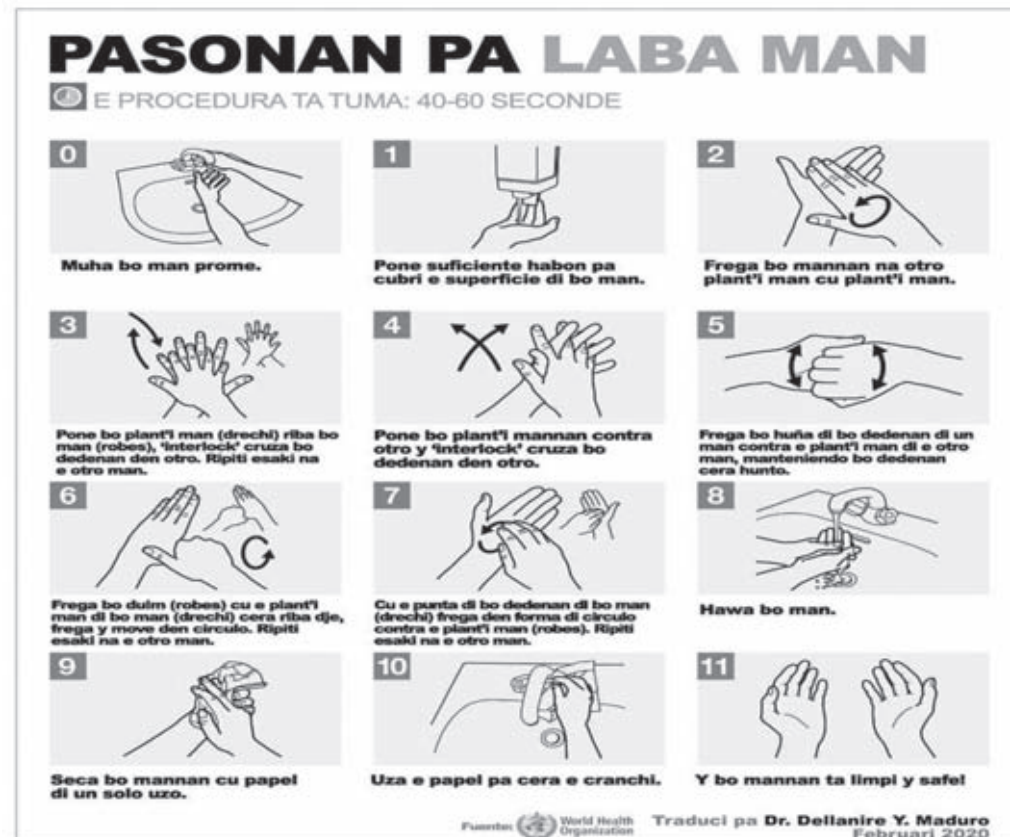 PASONAN PA LABA MAN
E PROCEDURA TA TUMA: 40-60 SECONDE
0
Muha bo man prome.
1
Pone suficiente habon pa
cubri e superficie di bo man.
2
Frega bo mannan na otro
plant'i man cu plant'i man.
3
Pone bo plant'i man (drechi) riba bo
man (robes), 'interlock' cruza bo
dedenan den otro. Ripiti esaki na
e otro man.
4
Pone bo plant'i mannan contra
otro y 'interlock' cruza bo
dedenan den otro.
5
Frega bo huña di bo dedenan di un
man contra e plant'i man di e otro
man, manteniendo bo dedenan
cera hunto.
6
Frega bo duim (robes) cu e plant'i
man di bo man (drechi) cera riba dje,
frega y move den circulo. Ripiti
esaki na e otro man.
7
Cu e punta di bo dedenan di bo man
(drechi) frega den forma di circulo
contra e plant'i man (robes). Ripiti
esaki na e otro man.
8
Hawa bo man.
9
Seca bo mannan cu papel
di un solo uzo.
10
Uza e papel pa cera e cranchi.
11
Y bo mannan ta limpi y safe!
Fuente: World Health
Organization
Traduci pa Dr. Dellanire Y. Maduro
Februari 2020